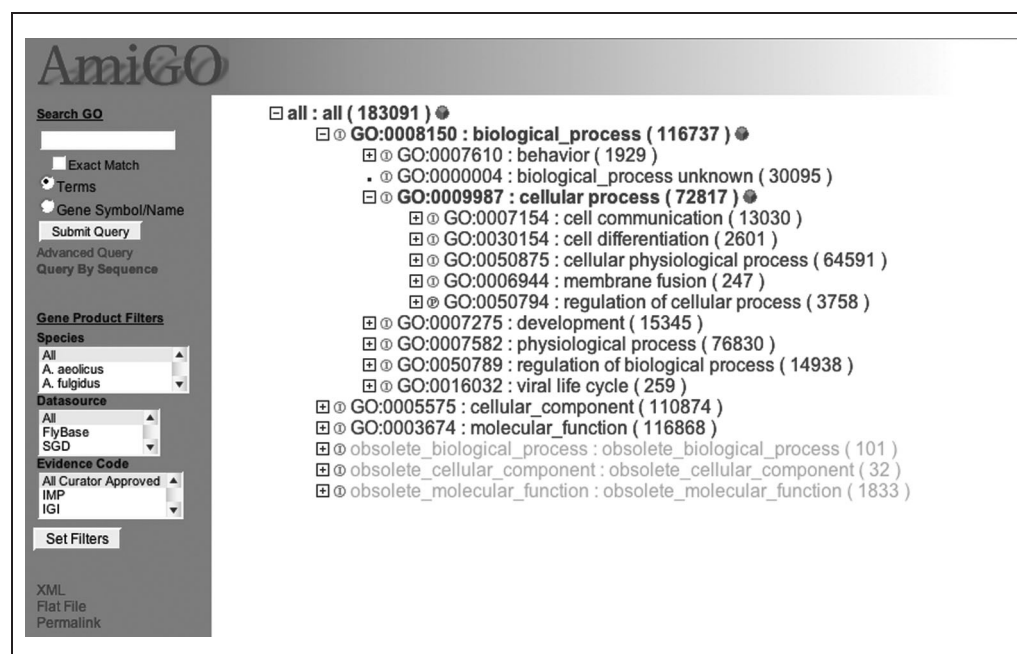 AmiGO
Search GO
Exact Match
Terms
Gene Symbol/Name
Submit Query
Advanced Query
Query By Sequence
Gene Product Filters
Species
All
A. aeolicus
A. fulgidus
Datasource
All
FlyBase
SGD
Evidence Code
All Curator Approved
IMP
IGI
Set Filters
XML
Flat File
Permalink
all : all ( 183091 )
GO:0008150 : biological_process ( 116737 )
GO:0007610 : behavior ( 1929 )
GO:0000004 : biological_process unknown ( 30095 )
GO:0009987 : cellular process ( 72817 )
GO:0007154 : cell communication ( 13030 )
GO:0030154 : cell differentiation ( 2601 )
GO:0050875 : cellular physiological process ( 64591 )
GO:0006944 : membrane fusion ( 247 )
GO:0050794 : regulation of cellular process ( 3758 )
GO:0007275 : development ( 15345 )
GO:0007582 : physiological process ( 76830 )
GO:0050789 : regulation of biological process ( 14938 )
GO:0016032 : viral life cycle ( 259 )
GO:0005575 : cellular_component ( 110874 )
GO:0003674 : molecular_function ( 116868 )
obsolete_biological_process : obsolete_biological_process ( 101 )
obsolete_cellular_component : obsolete_cellular_component ( 32 )
obsolete_molecular_function : obsolete_molecular_function ( 1833 )